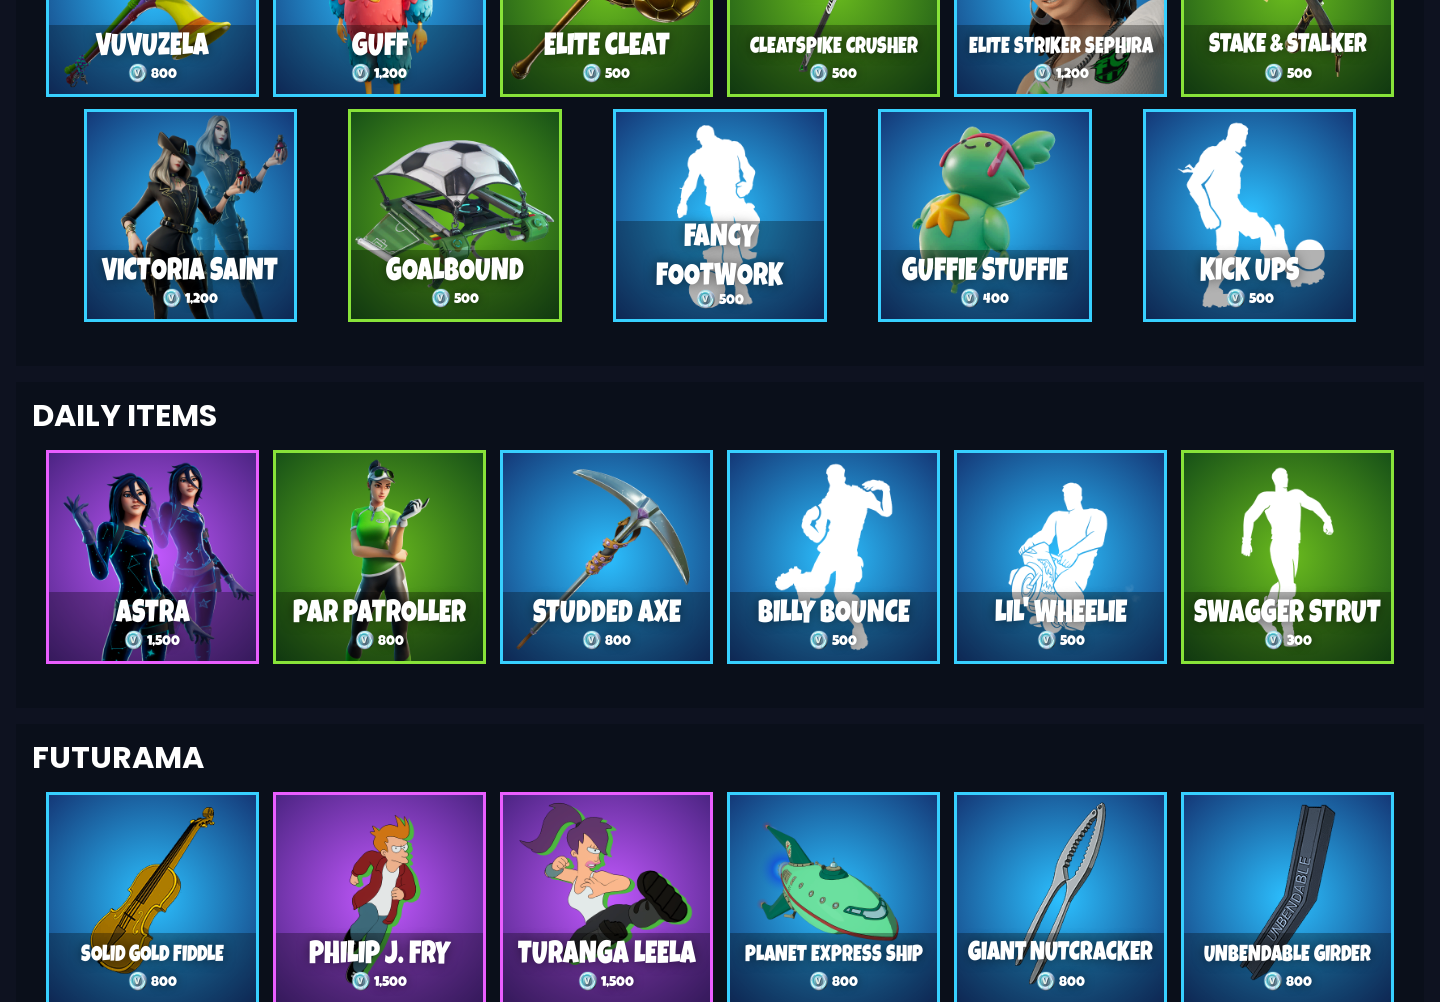 VUVUZELA
800
GUFF
1,200
ELITE CLEAT
500
CLEATSPIKE CRUSHER
500
ELITE STRIKER SEPHIRA
1,200
STAKE & STALKER
500
VICTORIA SAINT
1,200
GOALBOUND
500
FANCY
FOOTWORK
500
GUFFIE STUFFIE
400
KICK UPS
500
DAILY ITEMS
ASTRA
1,500
PAR PATROLLER
800
STUDDED AXE
800
BILLY BOUNCE
500
LIL' WHEELIE
500
SWAGGER STRUT
300
FUTURAMA
SOLID GOLD FIDDLE
800
PHILIP J. FRY
1,500
TURANGA LEELA
1,500
PLANET EXPRESS SHIP
800
GIANT NUTCRACKER
800
UNBENDABLE
UNBENDABLE GIRDER
800